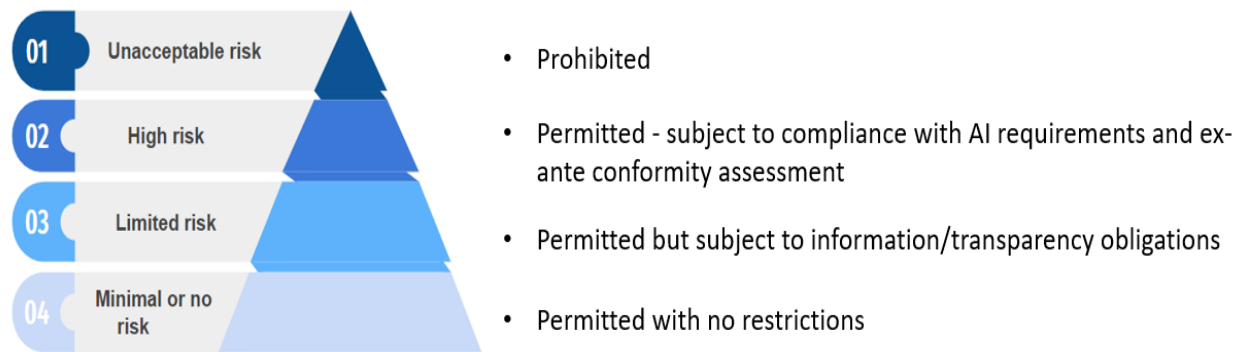 01 Unacceptable risk
• Prohibited
02 High risk
• Permitted - subject to compliance with AI requirements and ex-
ante conformity assessment
03 Limited risk
• Permitted but subject to information/transparency obligations
04 Minimal or no
risk
• Permitted with no restrictions